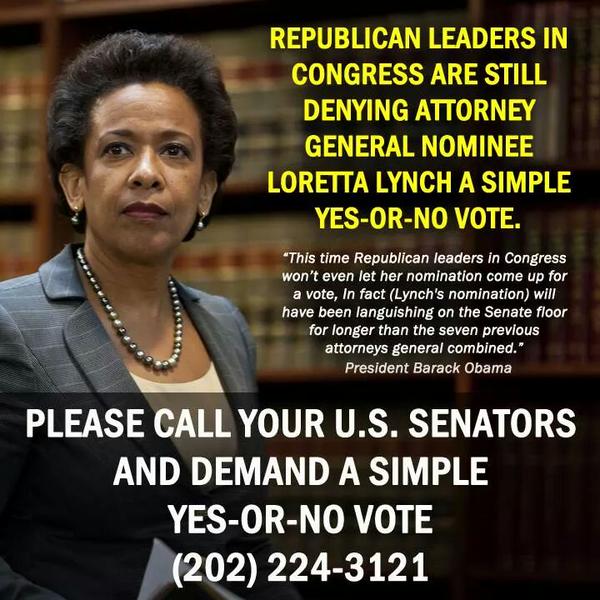 REPUBLICAN LEADERS IN
CONGRESS ARE STILL
DENYING ATTORNEY
GENERAL NOMINEE
LORETTA LYNCH A SIMPLE
YES-OR-NO VOTE.
“This time Republican leaders in Congress
won't even let her nomination come up for
a vote, In fact (Lynch's nomination) will
have been languishing on the Senate floor
for longer than the seven previous
attorneys general combined.”
President Barack Obama
PLEASE CALL YOUR U.S. SENATORS
AND DEMAND A SIMPLE
YES-OR-NO VOTE
(202) 224-3121